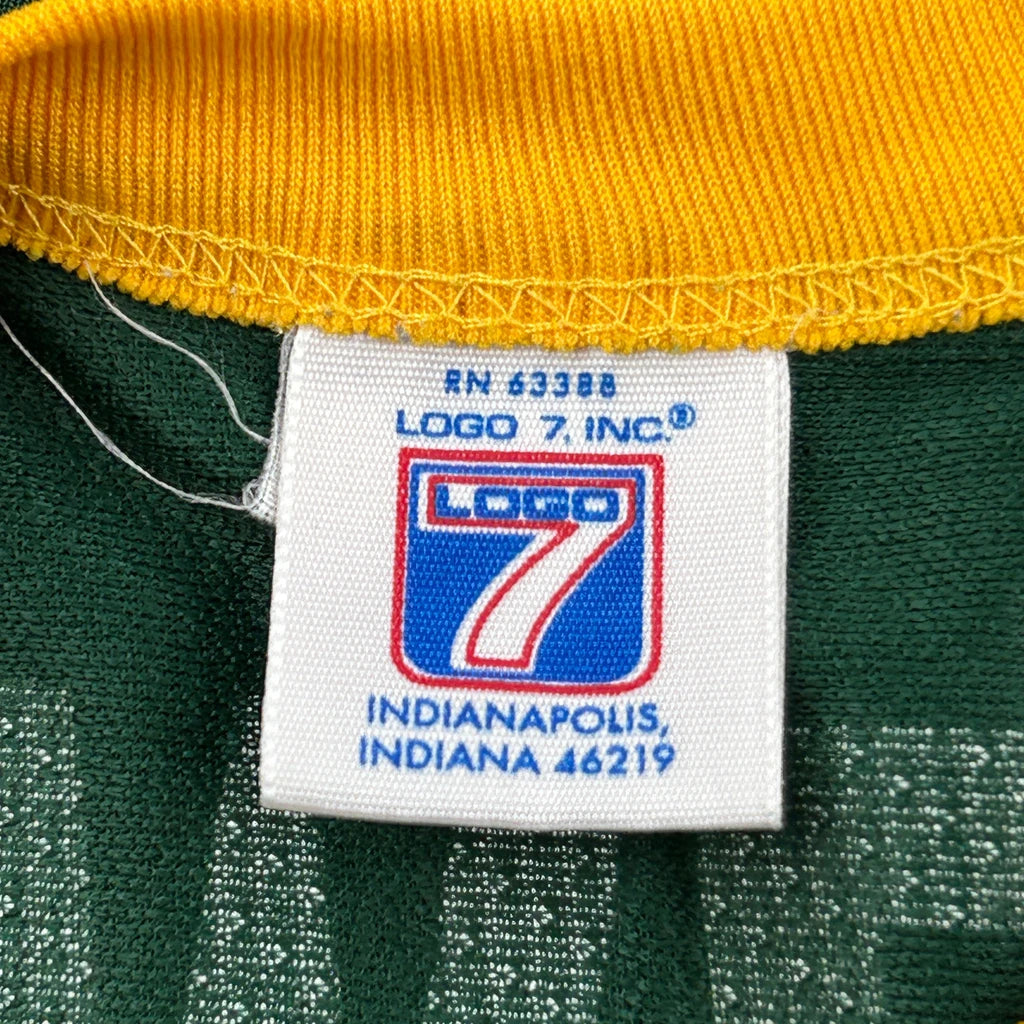 RN 63388
LOGO 7, INC.®
LOGO
7
INDIANAPOLIS,
INDIANA 46219